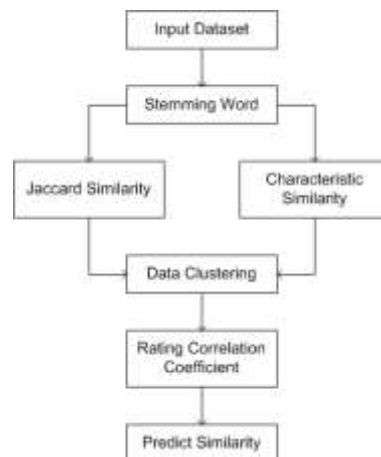 Input Dataset
Stemming Word
Jaccard Similarity
Characteristic
Similarity
Data Clustering
Rating Correlation
Coefficient
Predict Similarity